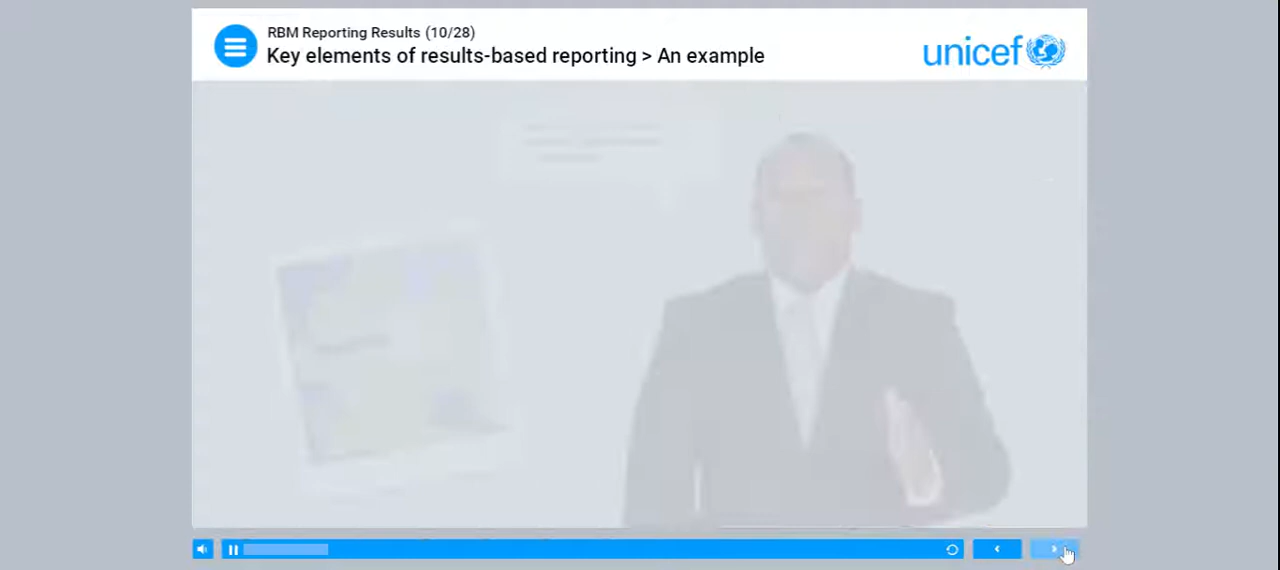 RBM Reporting Results (10/28)
Key elements of results-based reporting > An example
unicef